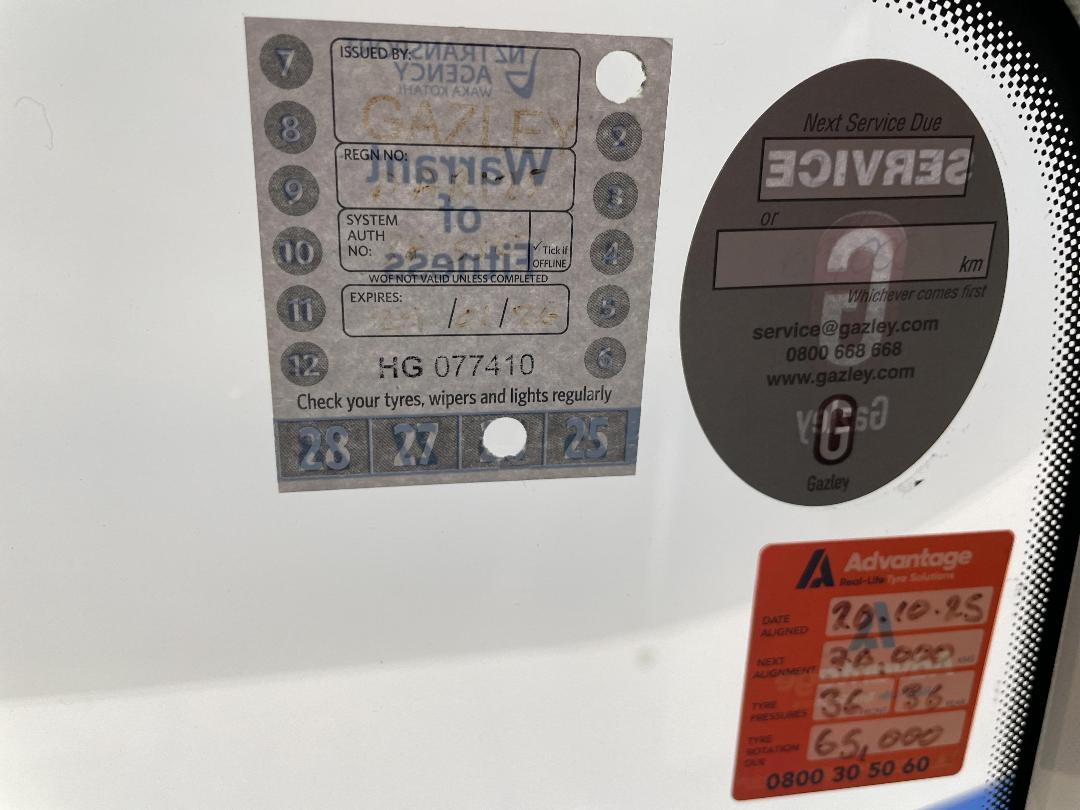 7
8
9
10
11
12
ISSUED BY:
NZ TRANSPORT
AGENCY
WAKA KOTAHI
GAZLEY
REGN NO:
Warrant
of
Fitness
SYSTEM
AUTH
NO:
✓ Tick if
OFFLINE
WOF NOT VALID UNLESS COMPLETED
EXPIRES:
/ /26
2
3
4
5
6
HG 077410
Check your tyres, wipers and lights regularly
28 27 25
Next Service Due
SERVICE
or
km
Whichever comes first
service@gazley.com
0800 668 668
www.gazley.com
Gazley
G
Gazley
Advantage
Real-Life Tyre Solutions
DATE
ALIGNED
20.10.25
NEXT
ALIGNMENT
KMS
TYRE
PRESSURES
36 36
TYRE
ROTATION
DUE
65,000
0800 30 50 60